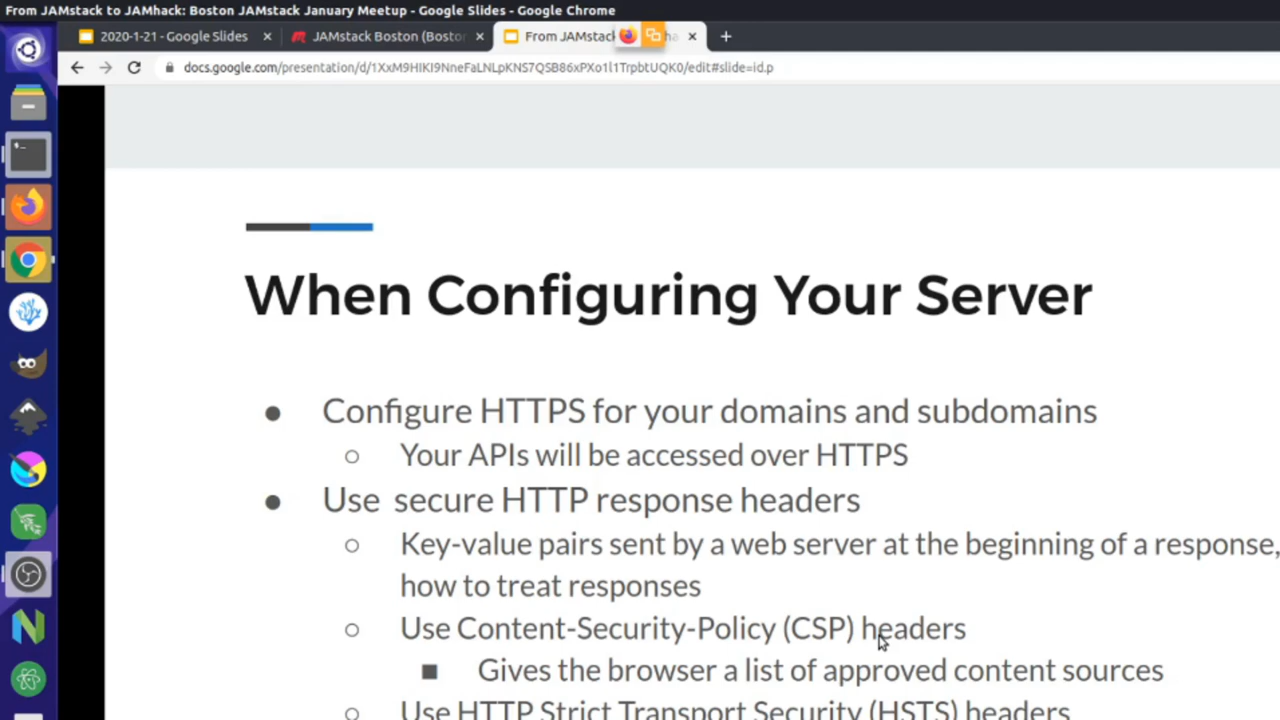 From JAMstack to JAMhack: Boston JAMstack January Meetup - Google Slides - Google Chrome
2020-1-21 - Google Slides
JAMstack Boston (Bosto
From JAMstac
docs.google.com/presentation/d/1XxM9HIKI9NneFaLNLpKNS7QSB86xPXo1l1TrpbtUQK0/edit#slide=id.p
When Configuring Your Server
● Configure HTTPS for your domains and subdomains
○ Your APIs will be accessed over HTTPS
● Use secure HTTP response headers
○ Key-value pairs sent by a web server at the beginning of a response,
how to treat responses
○ Use Content-Security-Policy (CSP) headers
■ Gives the browser a list of approved content sources
○ Use HTTP Strict Transport Security (HSTS) headers